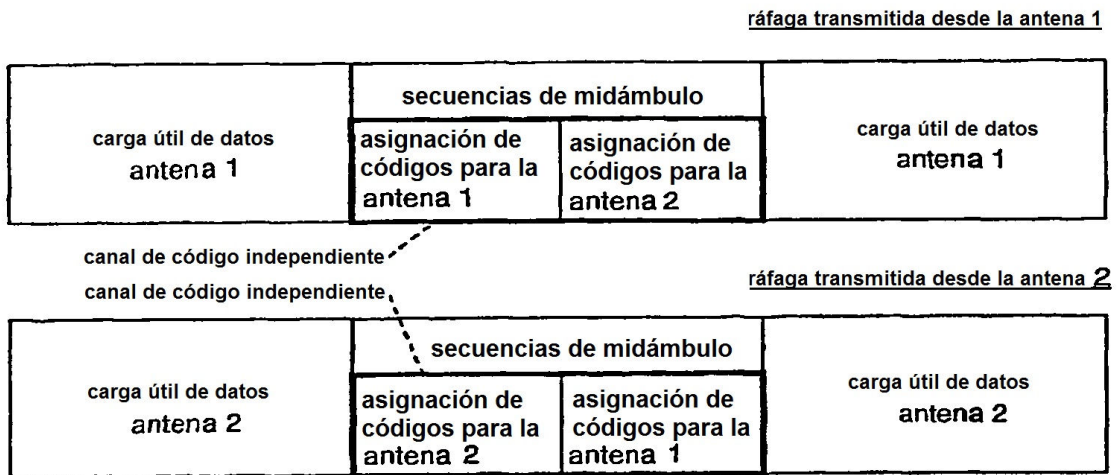 ráfaga transmitida desde la antena 1
secuencias de midámbulo
carga útil de datos
antena 1
asignación de
códigos para la
antena 1
asignación de
códigos para la
antena 2
carga útil de datos
antena 1
canal de código independiente
canal de código independiente
ráfaga transmitida desde la antena 2
secuencias de midámbulo
carga útil de datos
antena 2
asignación de
códigos para la
antena 2
asignación de
códigos para la
antena 1
carga útil de datos
antena 2